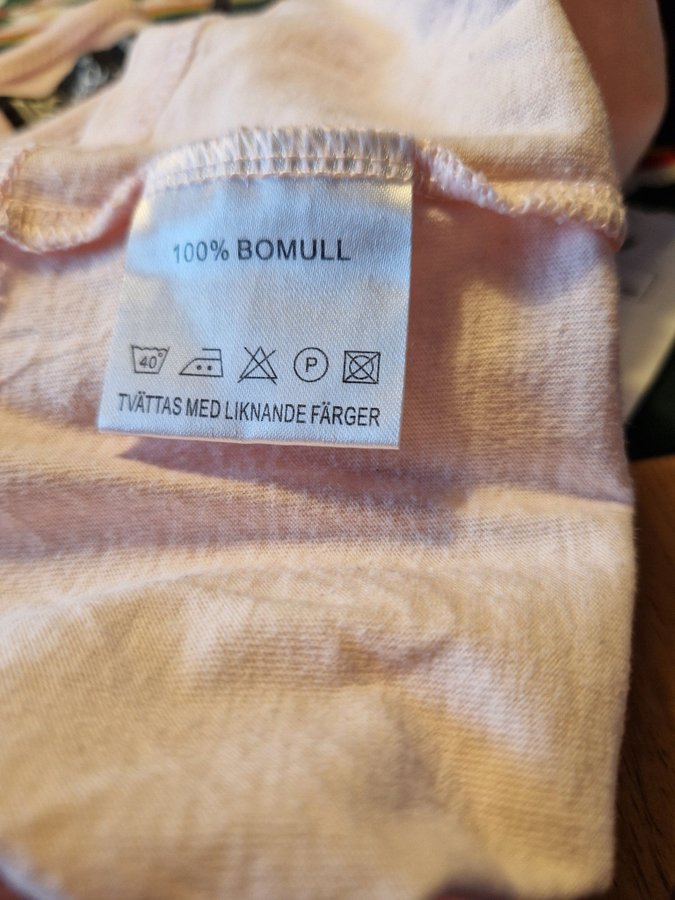 100% BOMULL
40° P
TVÄTTAS MED LIKNANDE FÄRGER